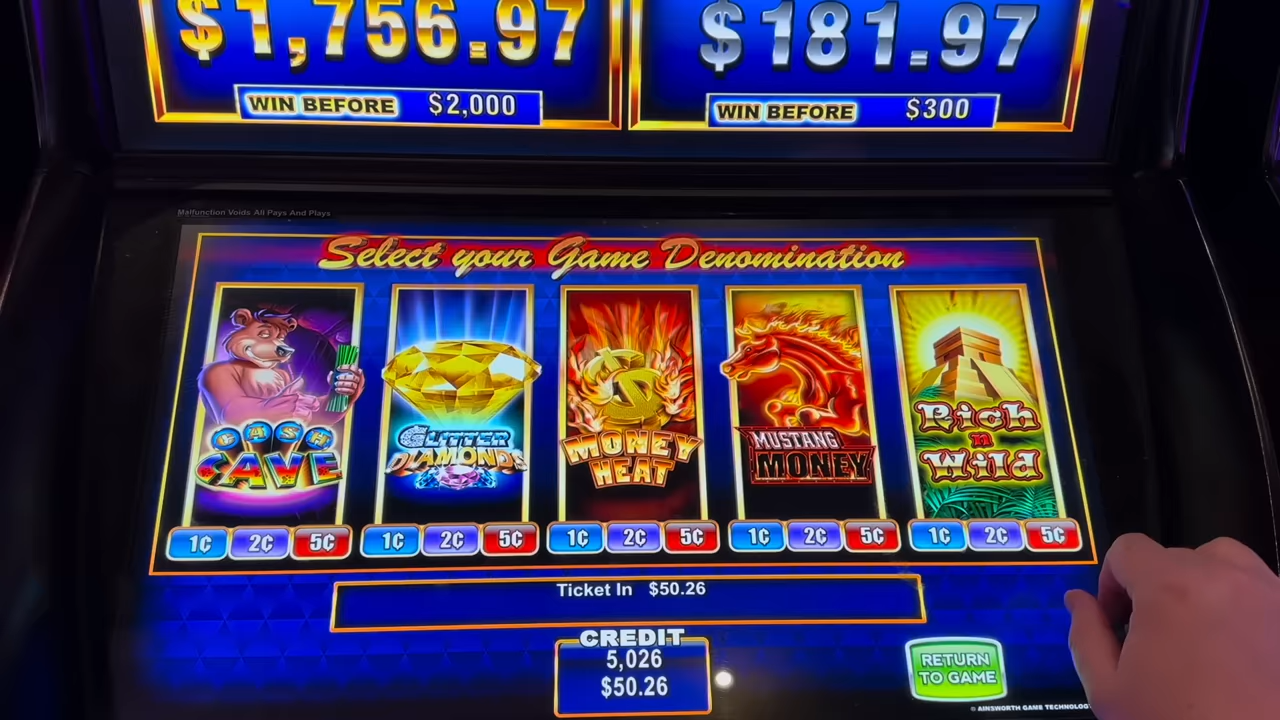 $1,756.97
$181.97
WIN BEFORE $2,000
WIN BEFORE $300
Malfunction Voids All Pays And Plays
Select your Game Denomination
CASH
CAVE
GLITTER
DIAMONDS
MONEY
HEAT
MUSTANG
MONEY
Rich
n
Wild
1¢ 2¢ 5¢
1¢ 2¢ 5¢
1¢ 2¢ 5¢
1¢ 2¢ 5¢
1¢ 2¢ 5¢
Ticket In $50.26
CREDIT
5,026
$50.26
RETURN
TO GAME
© AINSWORTH GAME TECHNOLOGY